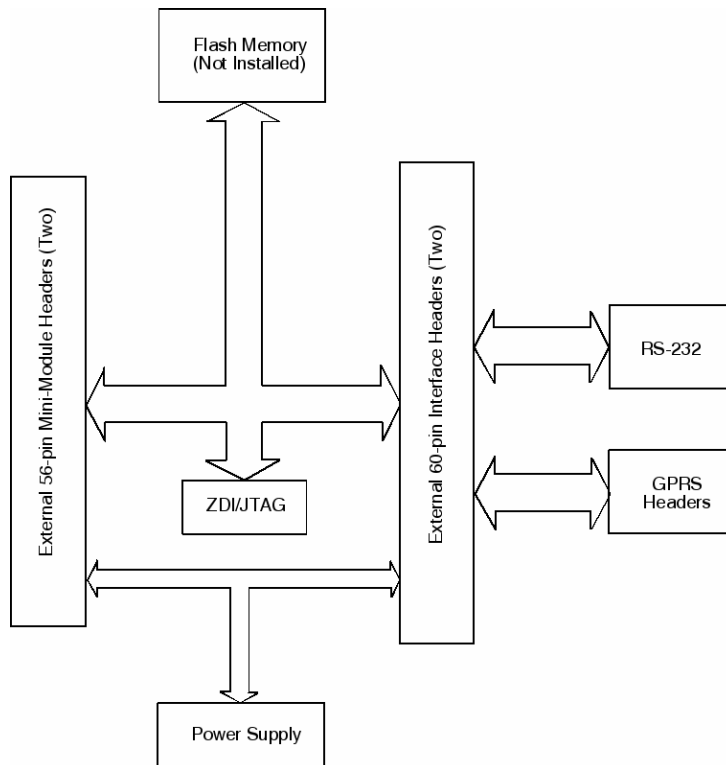 Flash Memory
(Not Installed)
External 56-pin Mini-Module Headers (Two)
External 60-pin Interface Headers (Two)
RS-232
ZDI/JTAG
GPRS
Headers
Power Supply